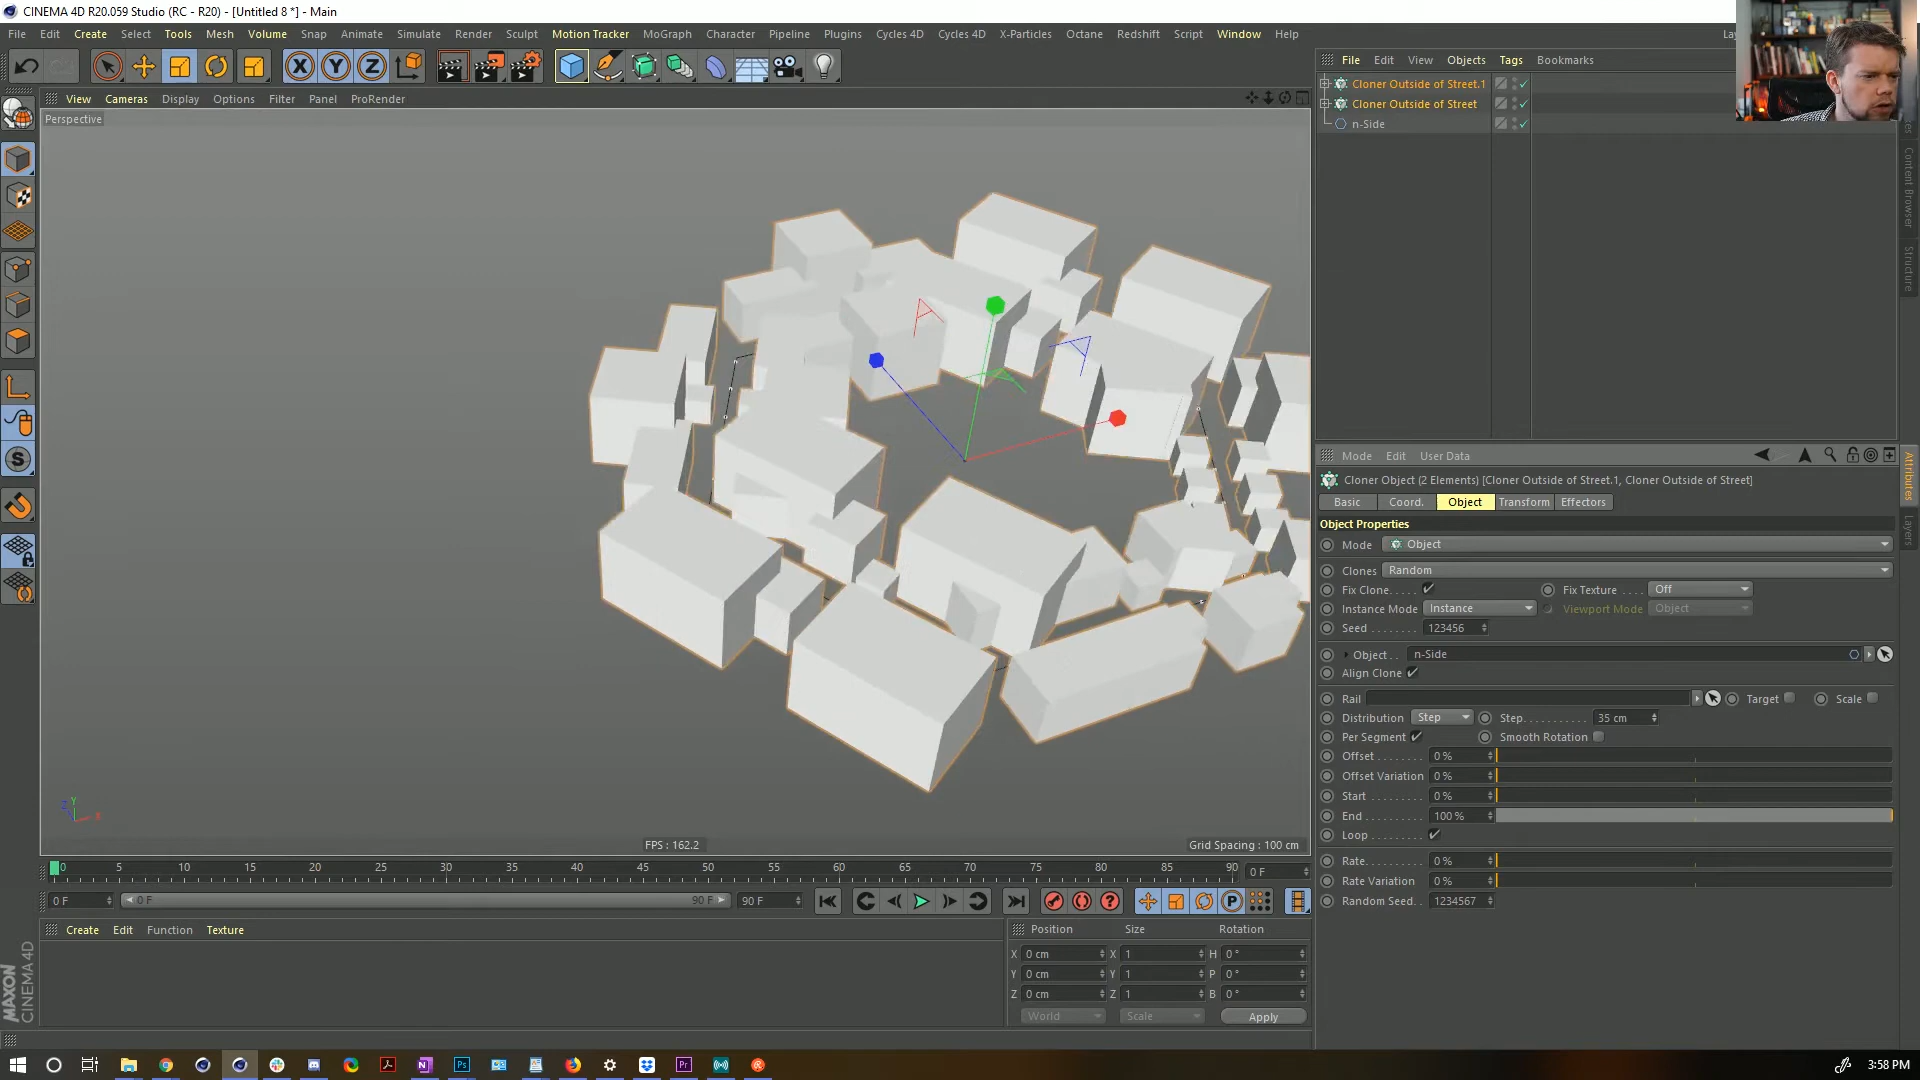 CINEMA 4D R20.059 Studio (RC - R20) - [Untitled 8 *] - Main
File Edit Create Select Tools Mesh Volume Snap Animate Simulate Render Sculpt Motion Tracker MoGraph Character Pipeline Plugins Cycles 4D Cycles 4D X-Particles Octane Redshift Script Window Help
X Y Z
File Edit View Objects Tags Bookmarks
Cloner Outside of Street.1
Cloner Outside of Street
n-Side
View Cameras Display Options Filter Panel ProRender
Perspective
Content Browser
Structure
Mode Edit User Data
Cloner Object (2 Elements) [Cloner Outside of Street.1, Cloner Outside of Street]
Basic Coord. Object Transform Effectors
Object Properties
Mode Object
Clones Random
Fix Clone. . . Fix Texture . . . . Off
Instance Mode Instance Viewport Mode Object
Seed . . . . . . . . 123456
Object . . n-Side
Align Clone
Rail Target Scale
Distribution Step Step. . . . . . . . . . . 35 cm
Per Segment Smooth Rotation
Offset . . . . . . . . 0 %
Offset Variation 0 %
Start . . . . . . . . . 0 %
End . . . . . . . . . . 100 %
Loop . . . . . . . . .
Rate. . . . . . . . . . 0 %
Rate Variation 0 %
Random Seed. . 1234567
Attributes
Layers
Y
Z
X
FPS : 162.2
Grid Spacing : 100 cm
0 5 10 15 20 25 30 35 40 45 50 55 60 65 70 75 80 85 90 0 F
0 F 0 F 90 F 90 F
Create Edit Function Texture
Position Size Rotation
X 0 cm X 1 H 0 °
Y 0 cm Y 1 P 0 °
Z 0 cm Z 1 B 0 °
World Scale Apply
MAXON
CINEMA 4D
3:58 PM